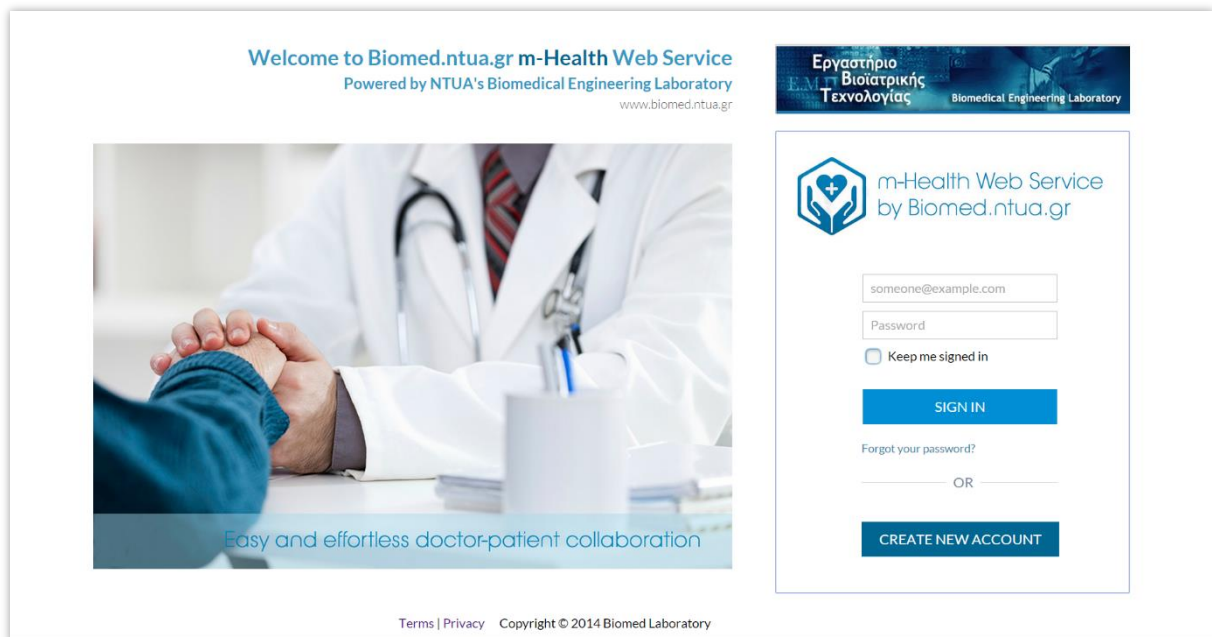 Welcome to Biomed.ntua.gr m-Health Web Service
Powered by NTUA's Biomedical Engineering Laboratory
www.biomed.ntua.gr
Easy and effortless doctor-patient collaboration
Εργαστήριο
Ε.Μ.Π Βιοϊατρικής
Τεχνολογίας Biomedical Engineering Laboratory
m-Health Web Service
by Biomed.ntua.gr
someone@example.com
Password
Keep me signed in
SIGN IN
Forgot your password?
OR
CREATE NEW ACCOUNT
Terms | Privacy Copyright © 2014 Biomed Laboratory